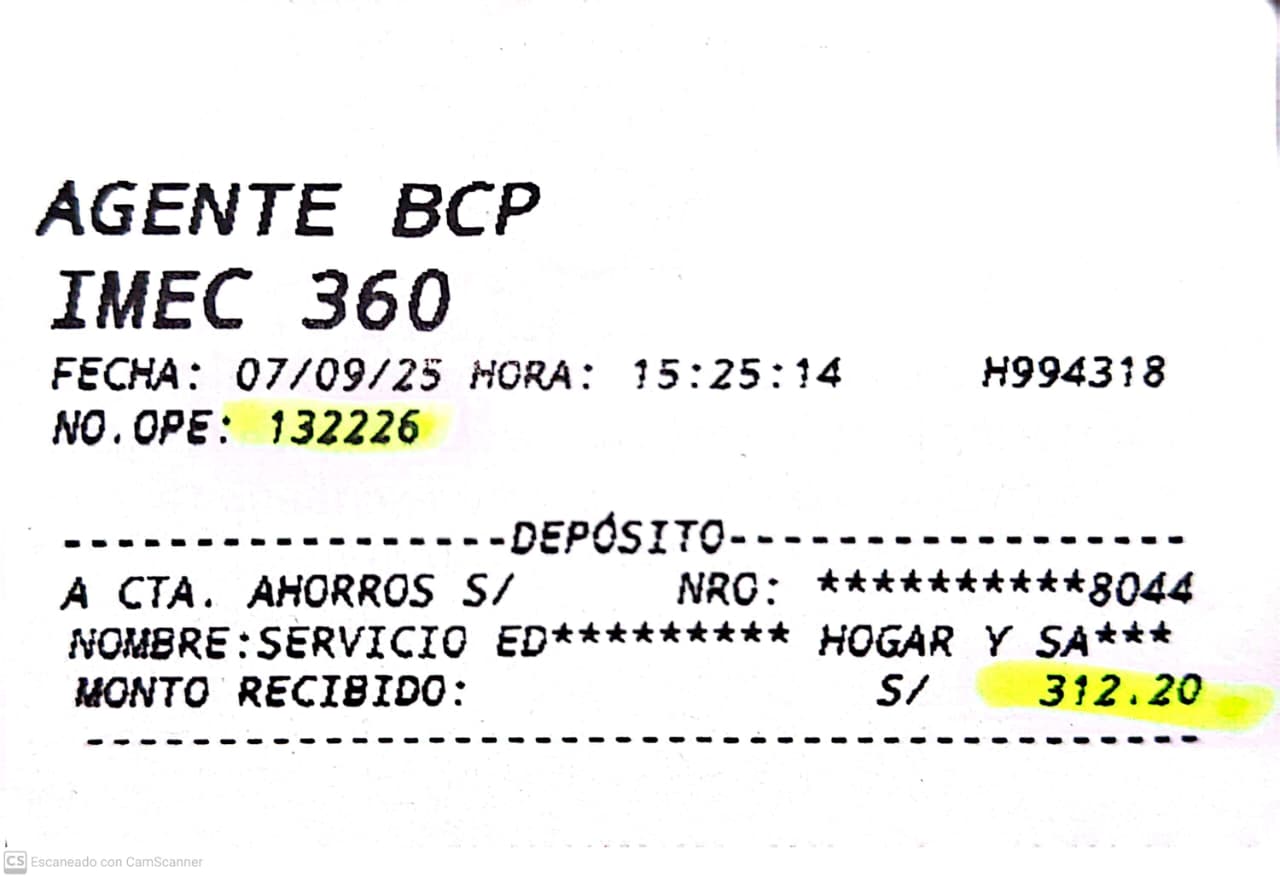 AGENTE BCP
IMEC 360
FECHA: 07/09/25 HORA: 15:25:14 H994318
NO.OPE: 132226
------------------DEPÓSITO-----------------
A CTA. AHORROS S/ NRO: **********8044
NOMBRE:SERVICIO ED********* HOGAR Y SA***
MONTO RECIBIDO: S/ 312.20
------------------------------------------
CS Escaneado con CamScanner